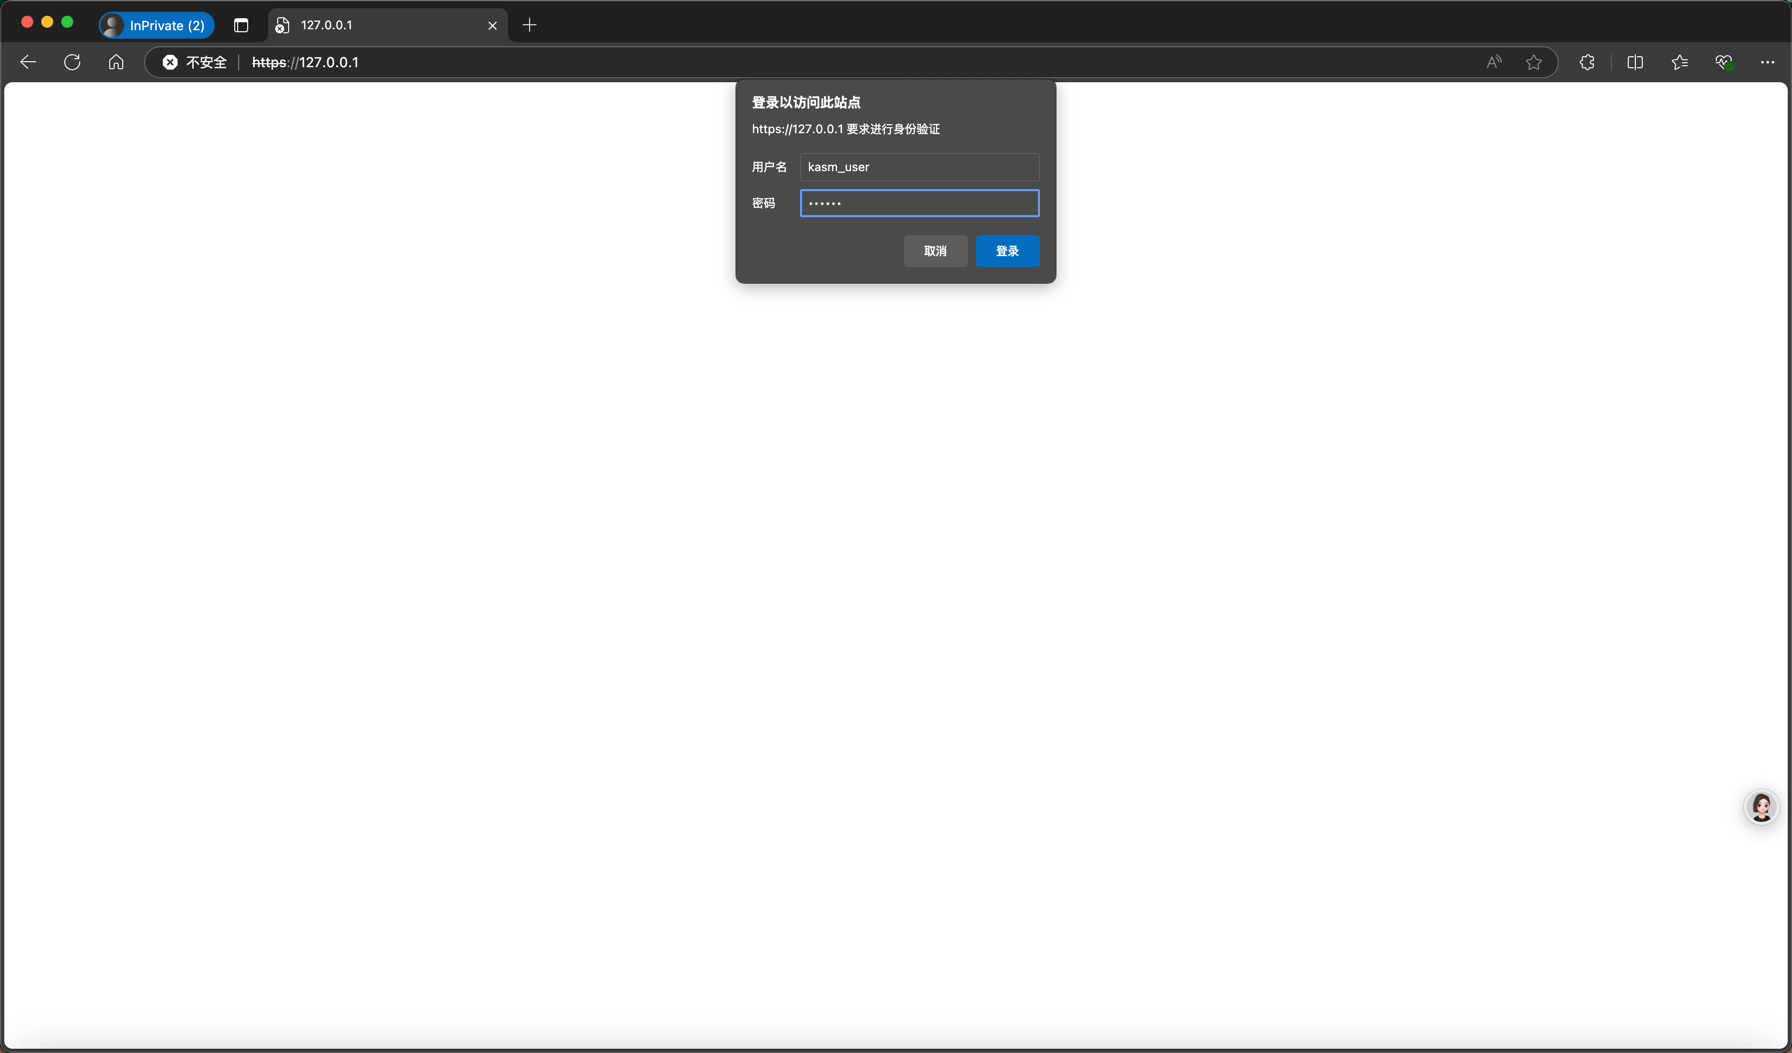 InPrivate (2)
127.0.0.1
不安全
https://127.0.0.1
登录以访问此站点
https://127.0.0.1 要求进行身份验证
用户名
kasm_user
密码
••••••
取消
登录